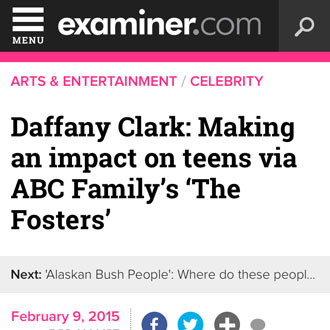 MENU
examiner.com
ARTS & ENTERTAINMENT / CELEBRITY
Daffany Clark: Making
an impact on teens via
ABC Family's 'The
Fosters'
Next: 'Alaskan Bush People': Where do these peopl...
February 9, 2015